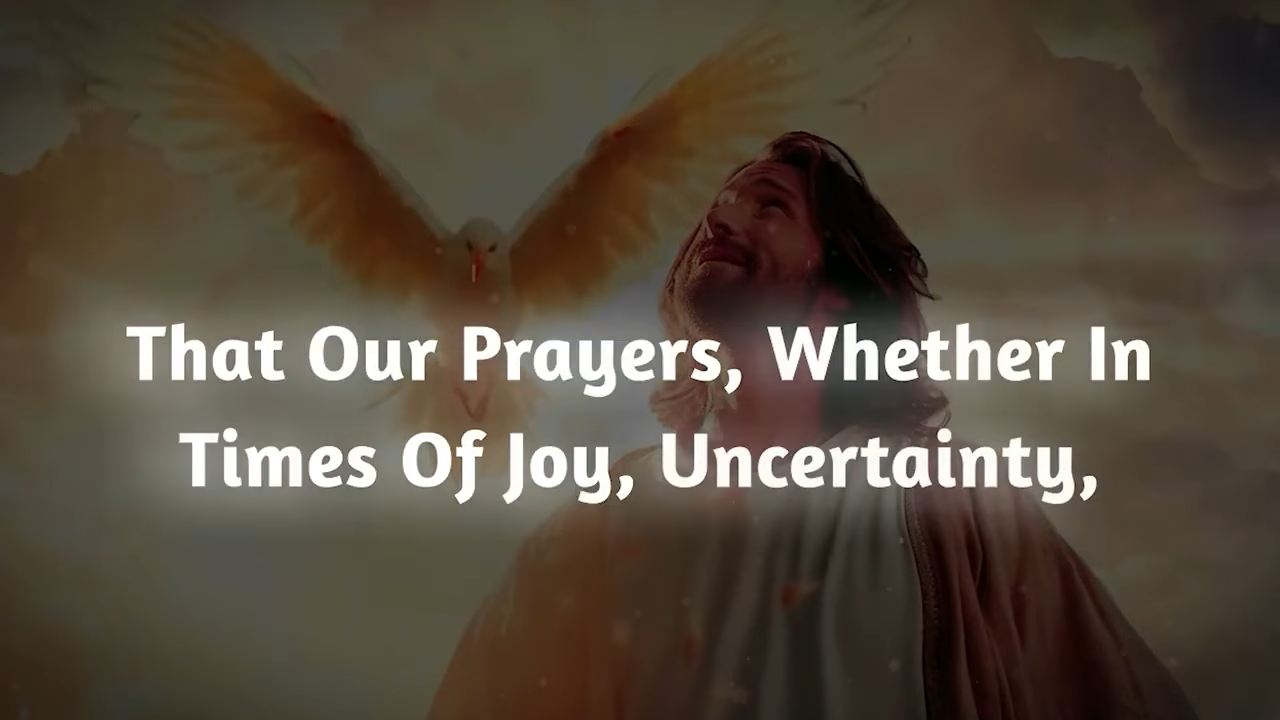 That Our Prayers, Whether In
Times Of Joy, Uncertainty,